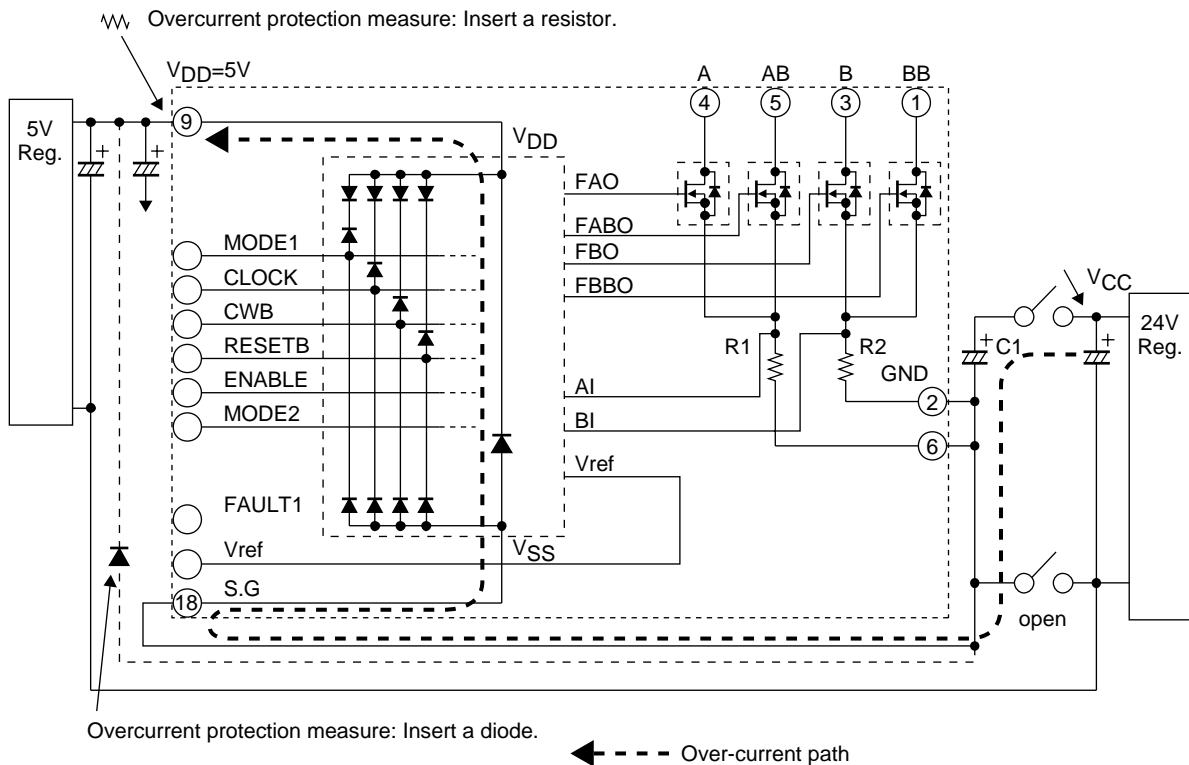 Overcurrent protection measure: Insert a resistor.
VDD=5V
A
AB
B
BB
4
5
3
1
5V
Reg.
+
+
9
VDD
FAO
FABO
FBO
FBBO
MODE1
CLOCK
CWB
RESETB
ENABLE
MODE2
R1
R2
AI
BI
GND
2
6
VCC
+
C1
+
24V
Reg.
Vref
FAULT1
Vref
VSS
S.G
18
open
Overcurrent protection measure: Insert a diode.
Over-current path